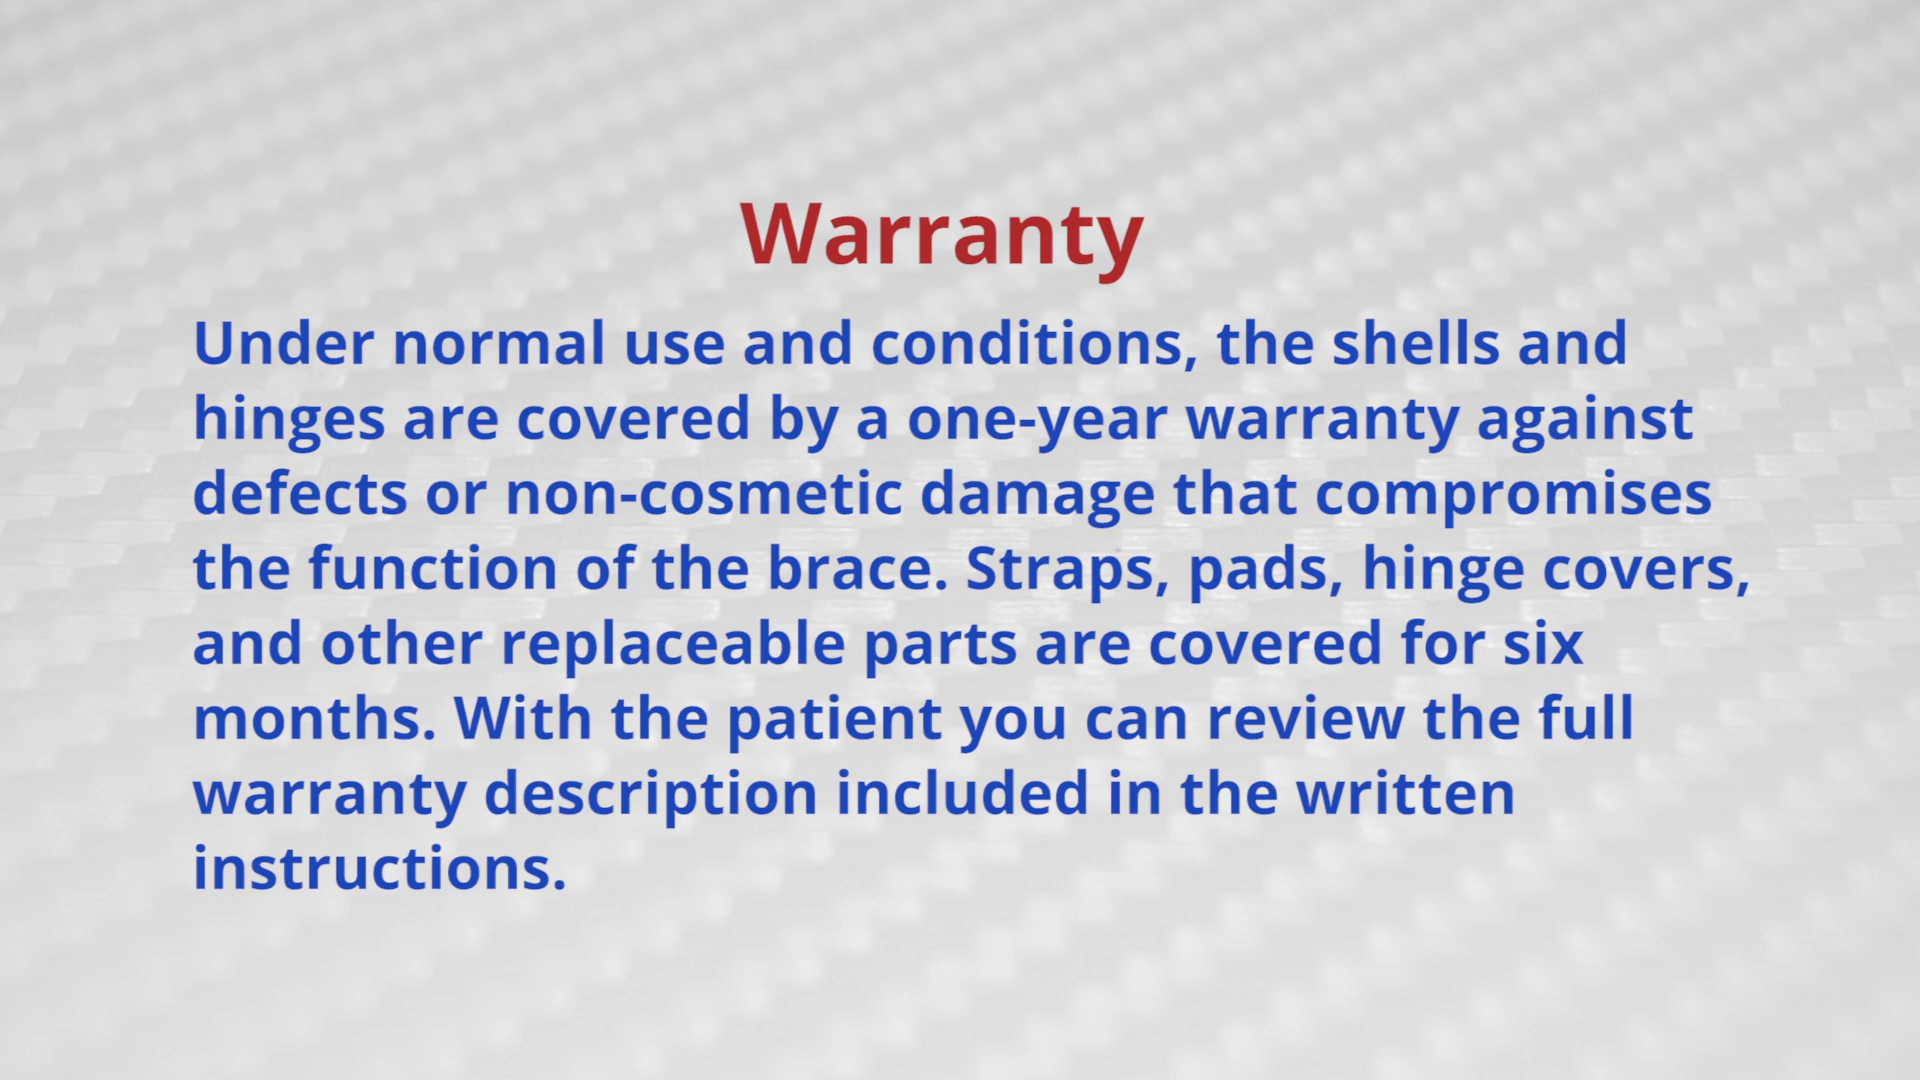 Warranty
Under normal use and conditions, the shells and
hinges are covered by a one-year warranty against
defects or non-cosmetic damage that compromises
the function of the brace. Straps, pads, hinge covers,
and other replaceable parts are covered for six
months. With the patient you can review the full
warranty description included in the written
instructions.